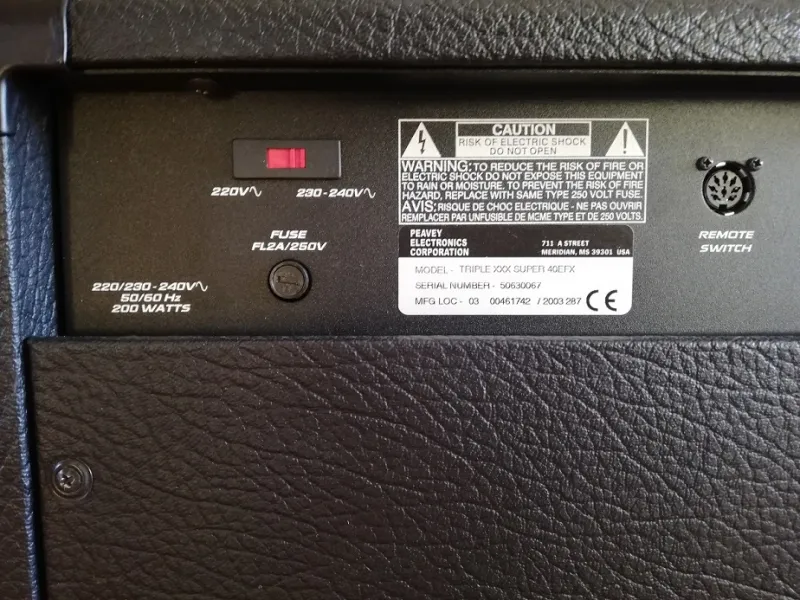 CAUTION
RISK OF ELECTRIC SHOCK
DO NOT OPEN
WARNING: TO REDUCE THE RISK OF FIRE OR
ELECTRIC SHOCK DO NOT EXPOSE THIS EQUIPMENT
TO RAIN OR MOISTURE. TO PREVENT THE RISK OF FIRE
HAZARD, REPLACE WITH SAME TYPE 250 VOLT FUSE.
AVIS: RISQUE DE CHOC ELECTRIQUE - NE PAS OUVRIR
REMPLACER PAR UNFUSIBLE DE MCME TYPE ET DE 250 VOLTS.
220V∿ 230-240V∿
FUSE
FL2A/250V
220/230-240V∿
50/60 Hz
200 WATTS
PEAVEY
ELECTRONICS
CORPORATION
711 A STREET
MERIDIAN, MS 39301 USA
MODEL - TRIPLE XXX SUPER 40EFX
SERIAL NUMBER - 50630067
MFG LOC - 03 00461742 / 2003 287 CE
REMOTE
SWITCH